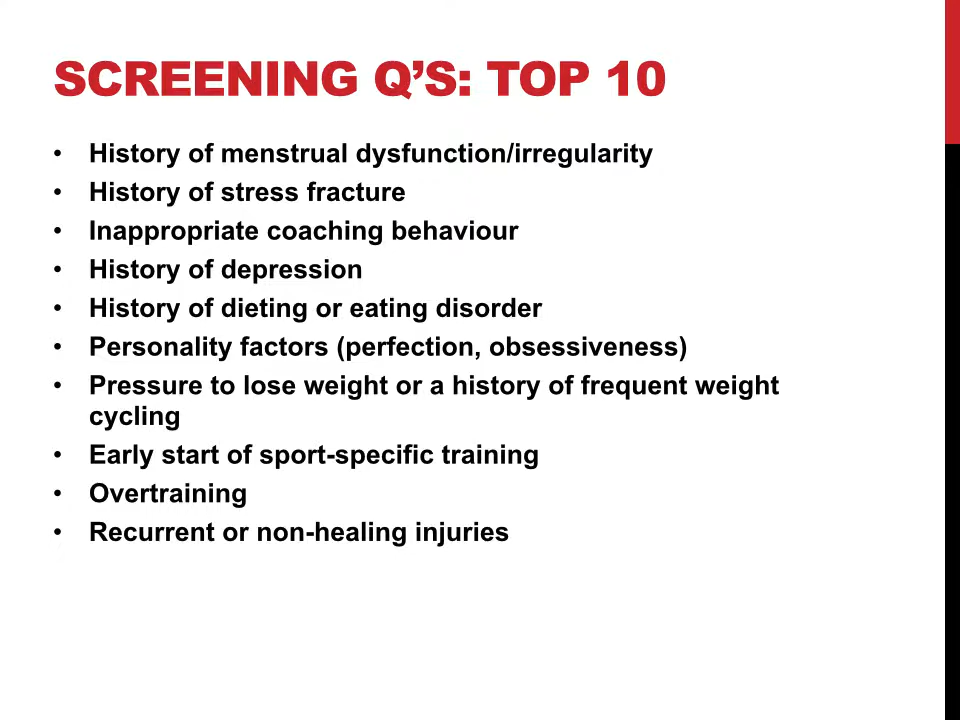 SCREENING Q’S: TOP 10
• History of menstrual dysfunction/irregularity
• History of stress fracture
• Inappropriate coaching behaviour
• History of depression
• History of dieting or eating disorder
• Personality factors (perfection, obsessiveness)
• Pressure to lose weight or a history of frequent weight
cycling
• Early start of sport-specific training
• Overtraining
• Recurrent or non-healing injuries